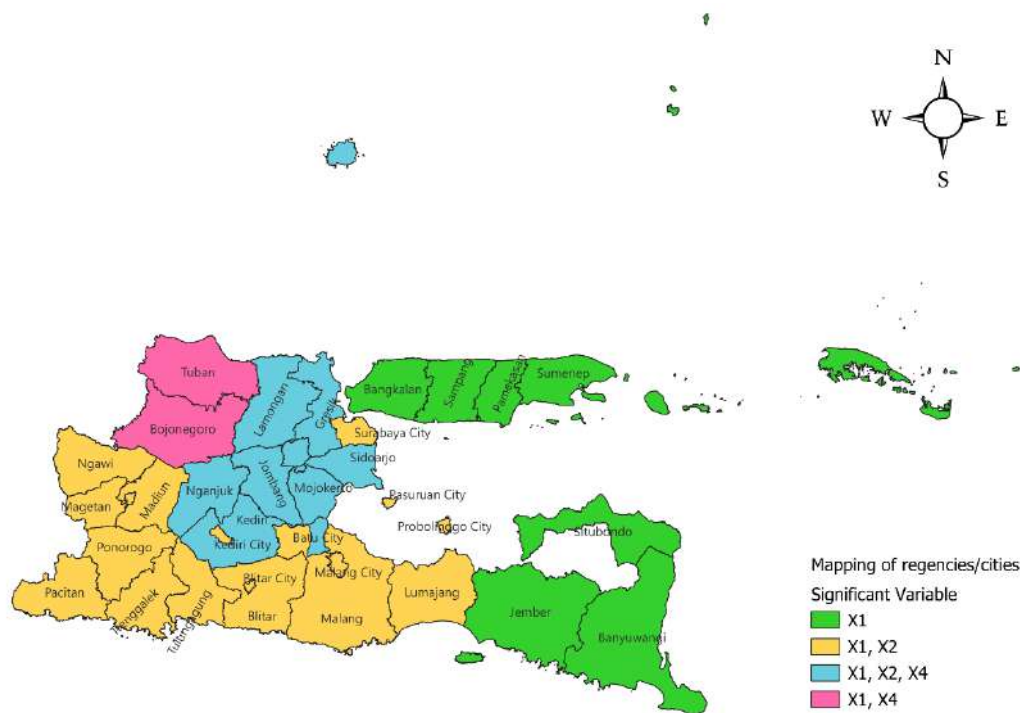 N
W E
S
Tuban
Bojonegoro
Lamongan
Gresik
Bangkalan
Sampang
Pamekasan
Sumenep
Surabaya City
Sidoarjo
Ngawi
Magetan
Madiun
Nganjuk
Jombang
Mojokerto
Pasuruan City
Probolinggo City
Kediri
Kediri City
Batu City
Situbondo
Ponorogo
Pacitan
Trenggalek
Tulungagung
Blitar City
Blitar
Malang City
Malang
Lumajang
Jember
Banyuwangi
Mapping of regencies/cities
Significant Variable
X1
X1, X2
X1, X2, X4
X1, X4